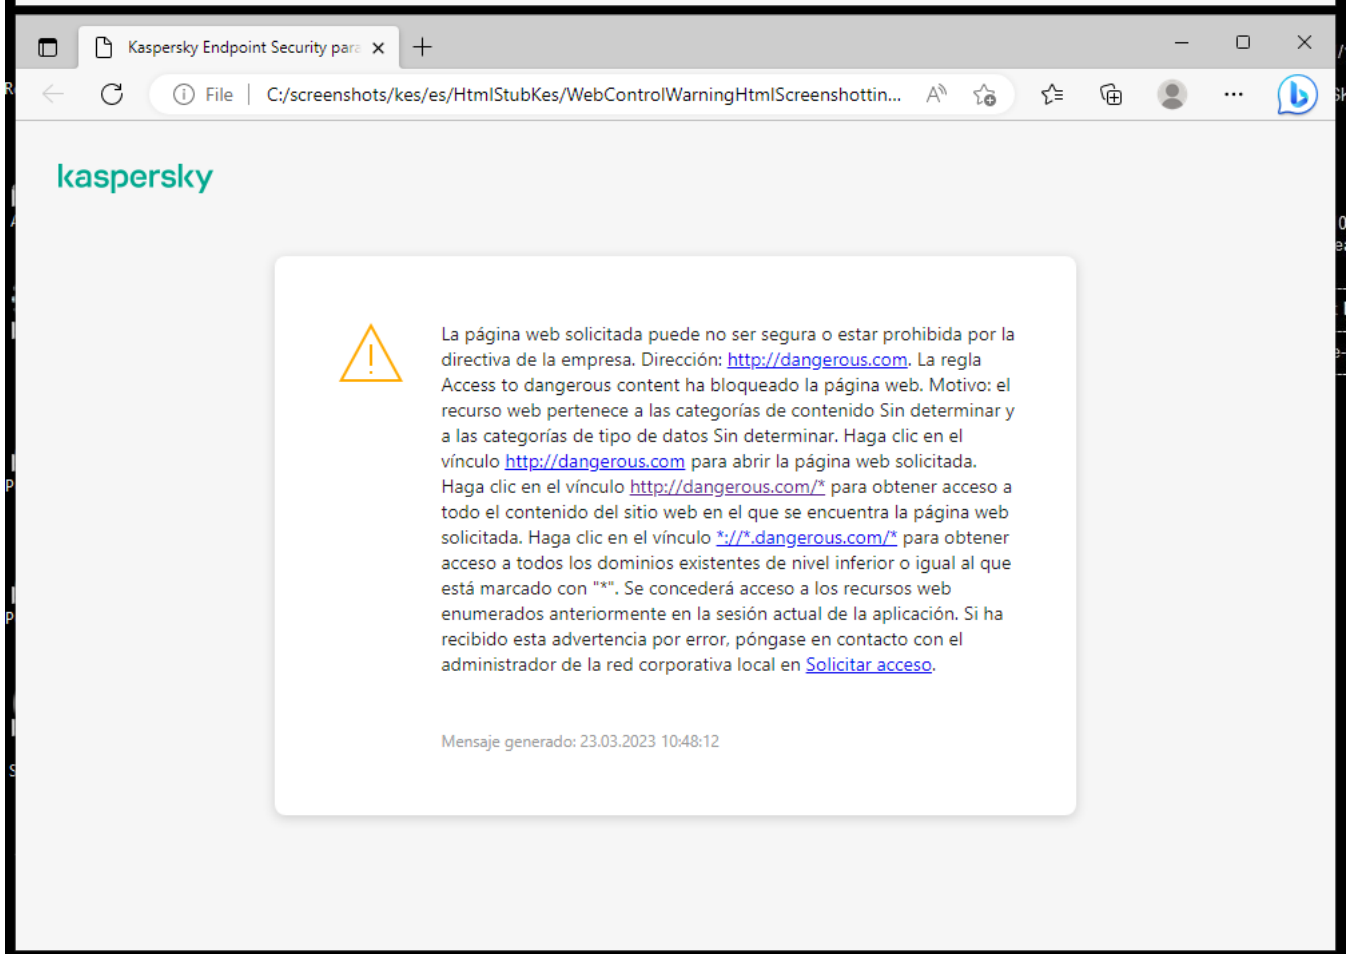 Kaspersky Endpoint Security para
File
C:/screenshots/kes/es/HtmlStubKes/WebControlWarningHtmlScreenshottin...
kaspersky
La página web solicitada puede no ser segura o estar prohibida por la
directiva de la empresa. Dirección: http://dangerous.com. La regla
Access to dangerous content ha bloqueado la página web. Motivo: el
recurso web pertenece a las categorías de contenido Sin determinar y
a las categorías de tipo de datos Sin determinar. Haga clic en el
vínculo http://dangerous.com para abrir la página web solicitada.
Haga clic en el vínculo http://dangerous.com/* para obtener acceso a
todo el contenido del sitio web en el que se encuentra la página web
solicitada. Haga clic en el vínculo *://*.dangerous.com/* para obtener
acceso a todos los dominios existentes de nivel inferior o igual al que
está marcado con "*". Se concederá acceso a los recursos web
enumerados anteriormente en la sesión actual de la aplicación. Si ha
recibido esta advertencia por error, póngase en contacto con el
administrador de la red corporativa local en Solicitar acceso.
Mensaje generado: 23.03.2023 10:48:12